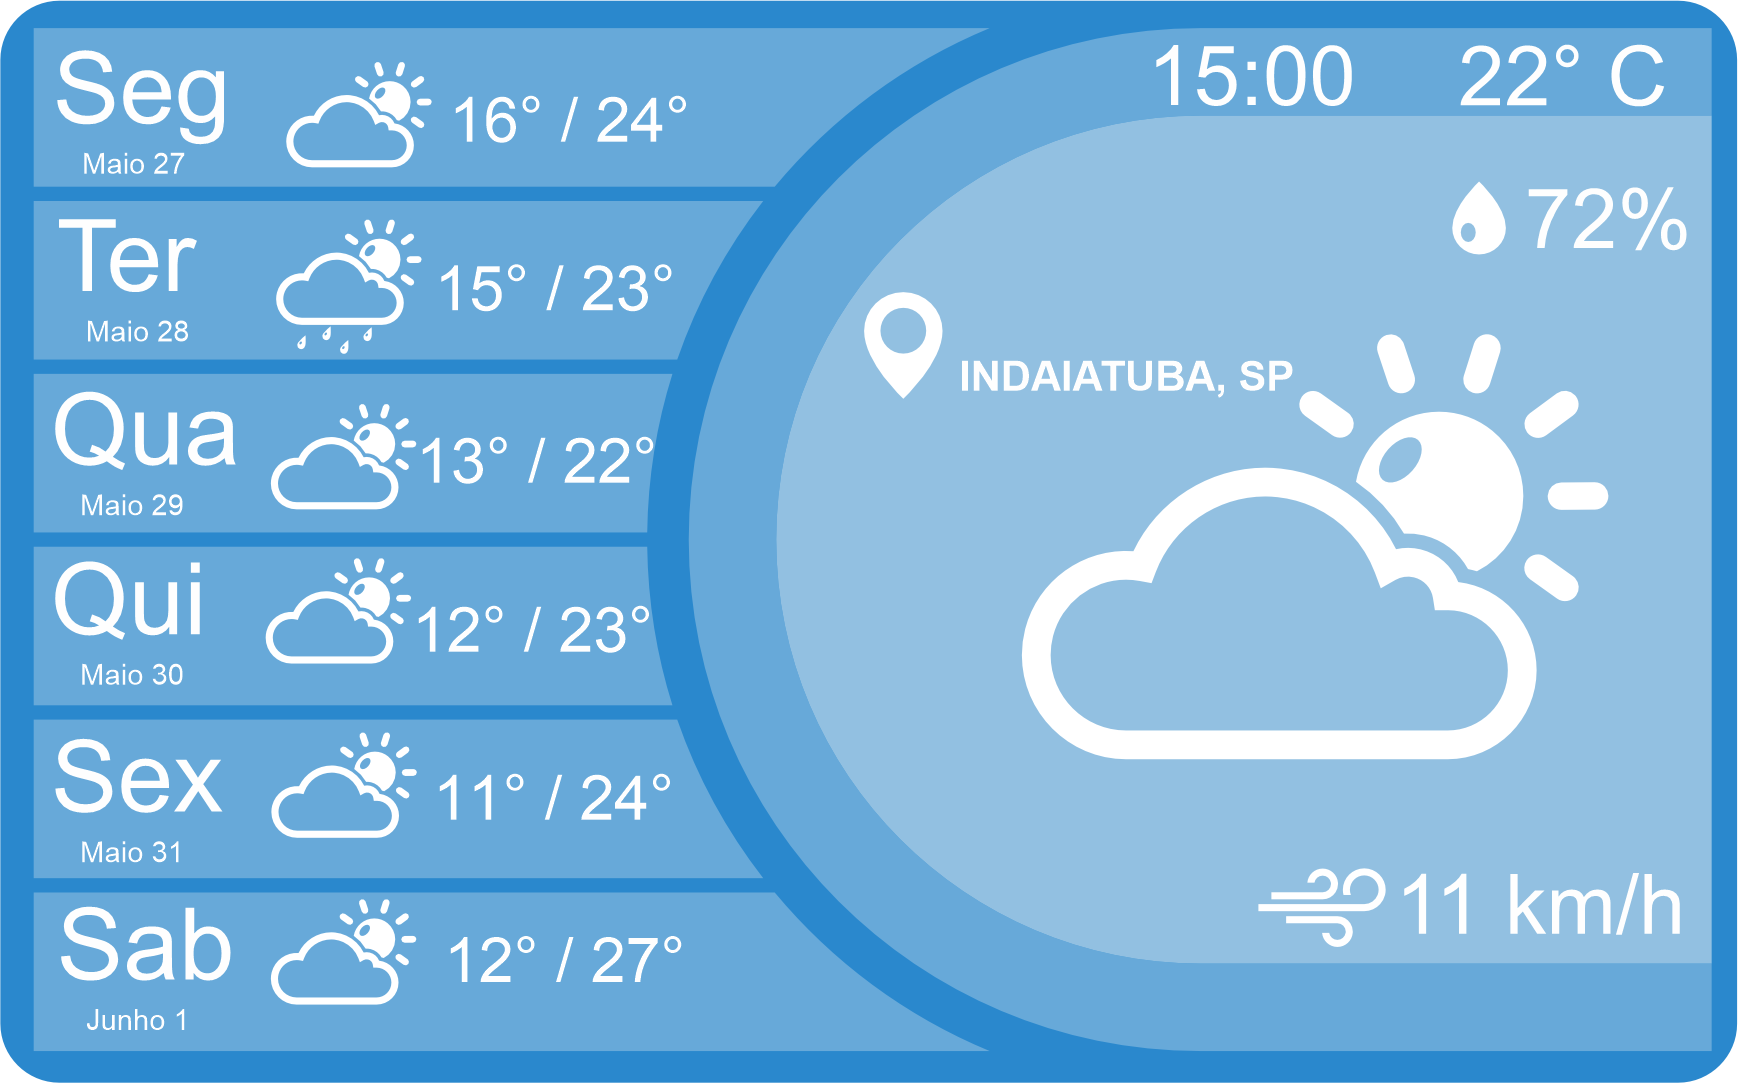 Seg
Maio 27
16° / 24°
Ter
Maio 28
15° / 23°
Qua
Maio 29
13° / 22°
Qui
Maio 30
12° / 23°
Sex
Maio 31
11° / 24°
Sab
Junho 1
12° / 27°
15:00 22° C
72%
INDAIATUBA, SP
11 km/h